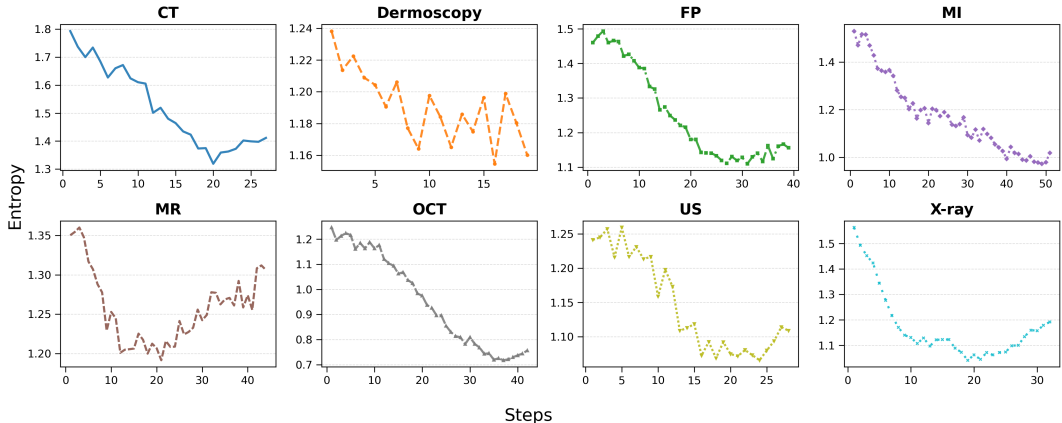 CT Dermoscopy FP MI
1.8 1.7 1.6 1.5 1.4 1.3
0 5 10 15 20 25
1.24 1.22 1.20 1.18 1.16
5 10 15
1.5 1.4 1.3 1.2 1.1
0 10 20 30 40
1.4 1.2 1.0
0 10 20 30 40 50
Entropy
MR OCT US X-ray
1.35 1.30 1.25 1.20
0 10 20 30 40
1.2 1.1 1.0 0.9 0.8 0.7
0 10 20 30 40
1.25 1.20 1.15 1.10
0 5 10 15 20 25
1.5 1.4 1.3 1.2 1.1
0 10 20 30
Steps